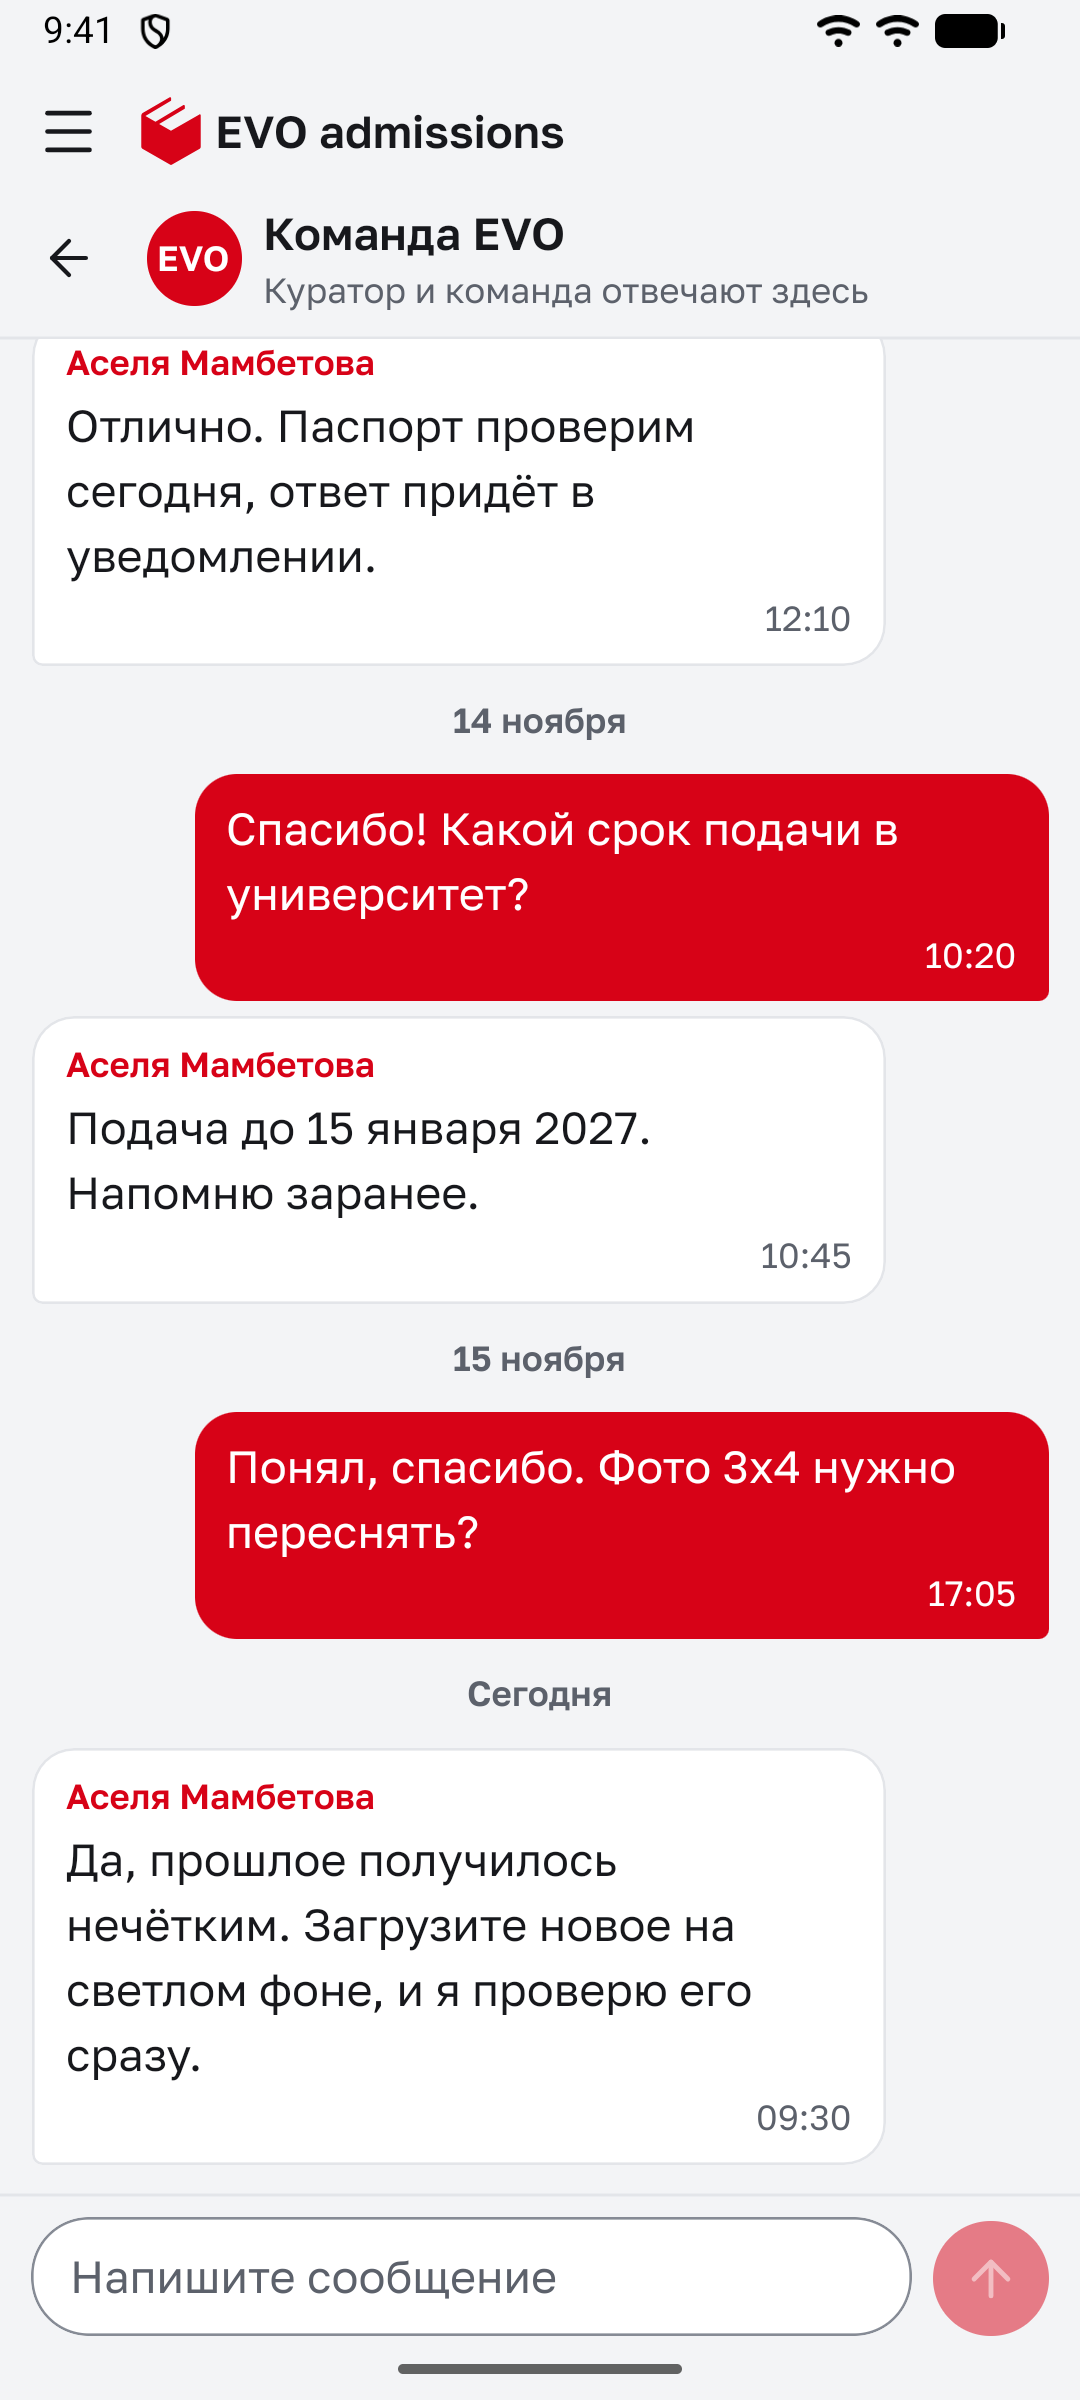 9:41
EVO admissions
EVO
Команда EVO
Куратор и команда отвечают здесь
Аселя Мамбетова
Отлично. Паспорт проверим
сегодня, ответ придёт в
уведомлении.
12:10
14 ноября
Спасибо! Какой срок подачи в
университет?
10:20
Аселя Мамбетова
Подача до 15 января 2027.
Напомню заранее.
10:45
15 ноября
Понял, спасибо. Фото 3х4 нужно
переснять?
17:05
Сегодня
Аселя Мамбетова
Да, прошлое получилось
нечётким. Загрузите новое на
светлом фоне, и я проверю его
сразу.
09:30
Напишите сообщение